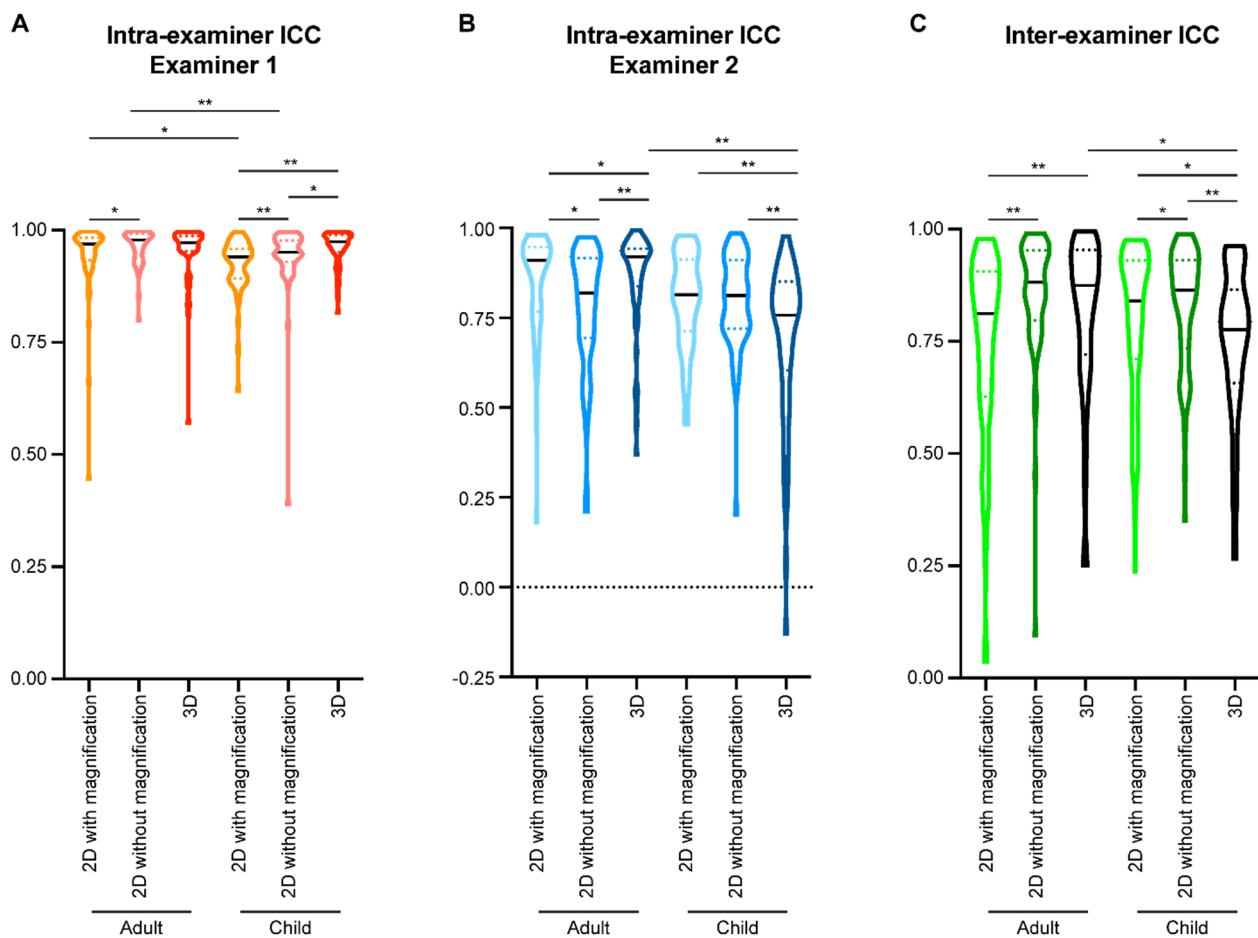 A
Intra-examiner ICC
Examiner 1
**
*
**
*
*
**
1.00
0.75
0.50
0.25
0.00
2D with magnification
2D without magnification
3D
2D with magnification
2D without magnification
3D
Adult
Child
B
Intra-examiner ICC
Examiner 2
**
*
**
**
*
**
1.00
0.75
0.50
0.25
0.00
-0.25
2D with magnification
2D without magnification
3D
2D with magnification
2D without magnification
3D
Adult
Child
C
Inter-examiner ICC
*
**
*
**
**
*
1.00
0.75
0.50
0.25
0.00
2D with magnification
2D without magnification
3D
2D with magnification
2D without magnification
3D
Adult
Child